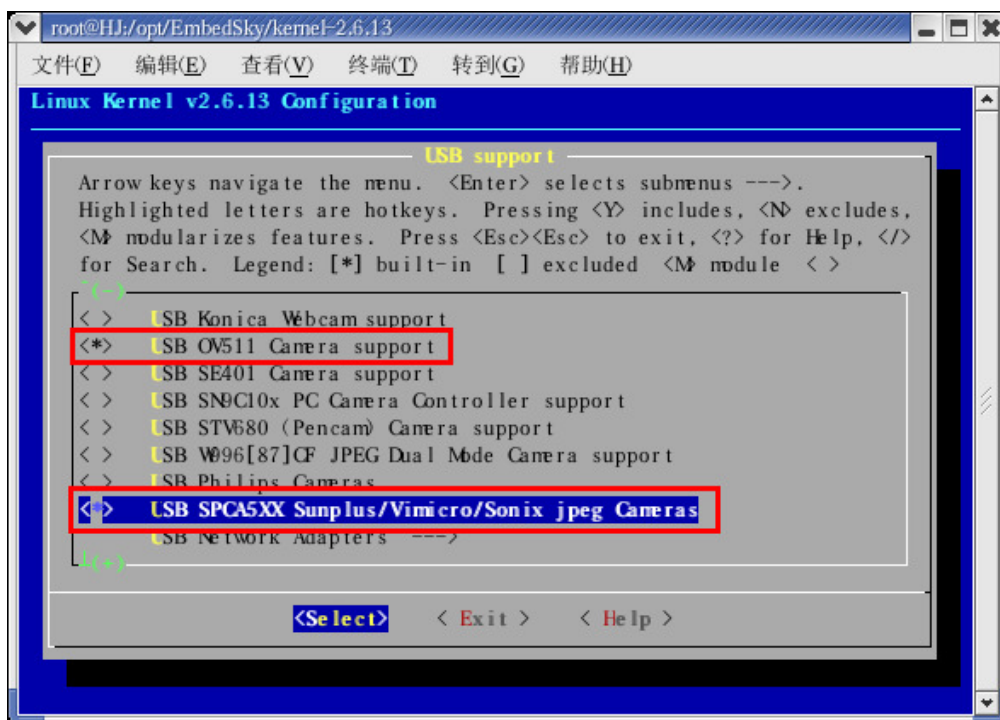 root@HJ:/opt/EmbedSky/kernel-2.6.13
文件(F) 编辑(E) 查看(V) 终端(T) 转到(G) 帮助(H)
Linux Kernel v2.6.13 Configuration
USB support
Arrow keys navigate the menu. <Enter> selects submenus --->.
Highlighted letters are hotkeys. Pressing <Y> includes, <N> excludes,
<M> modularizes features. Press <Esc><Esc> to exit, <?> for Help, </>
for Search. Legend: [*] built-in [ ] excluded <M> module < >
^(-)
< > USB Konica Webcam support
<*> USB OV511 Camera support
< > USB SE401 Camera support
< > USB SN9C10x PC Camera Controller support
< > USB STV680 (Pencam) Camera support
< > USB W996[87]CF JPEG Dual Mode Camera support
< > USB Philips Cameras
<*> USB SPCA5XX Sunplus/Vimicro/Sonix jpeg Cameras
USB Network Adapters --->
(+)
<Select> < Exit > < Help >